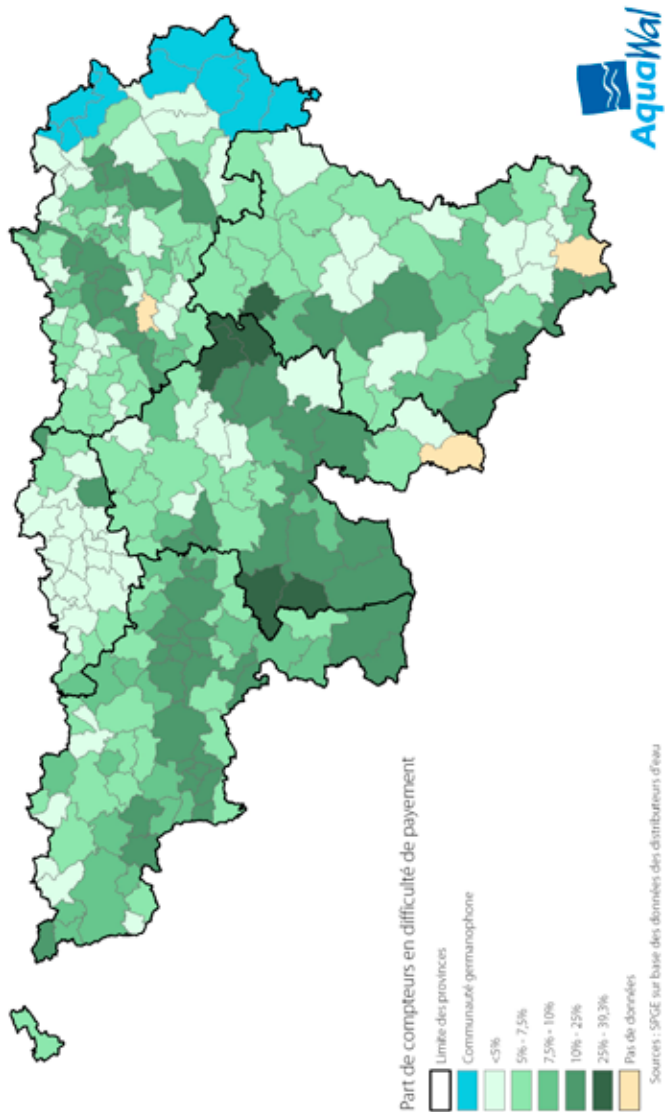 AquaWal
Part de compteurs en difficulté de payement
Limite des provinces
Communauté germanophone
<5%
5% - 7,5%
7,5% - 10%
10% - 25%
25% - 39,3%
Pas de données
Sources : SPGE sur base des données des distributeurs d'eau